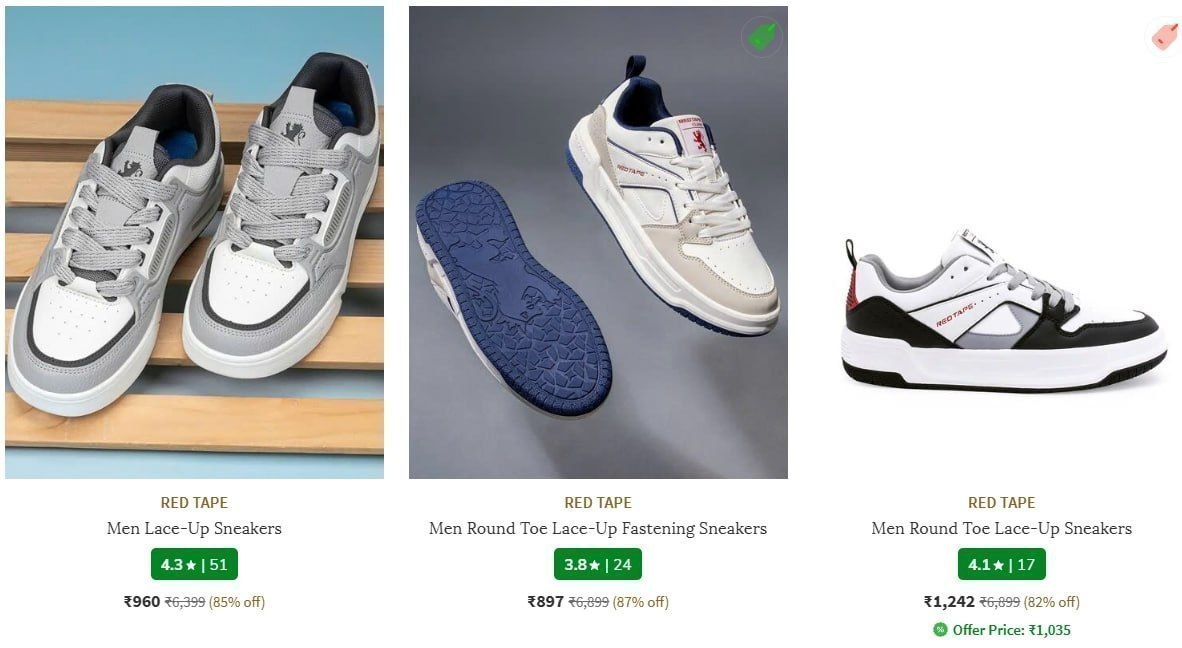 REDTAPE
REDTAPE
RED TAPE
Men Lace-Up Sneakers
4.3★ | 51
₹960 ₹6,399 (85% off)
RED TAPE
Men Round Toe Lace-Up Fastening Sneakers
3.8★ | 24
₹897 ₹6,899 (87% off)
RED TAPE
Men Round Toe Lace-Up Sneakers
4.1★ | 17
₹1,242 ₹6,899 (82% off)
% Offer Price: ₹1,035